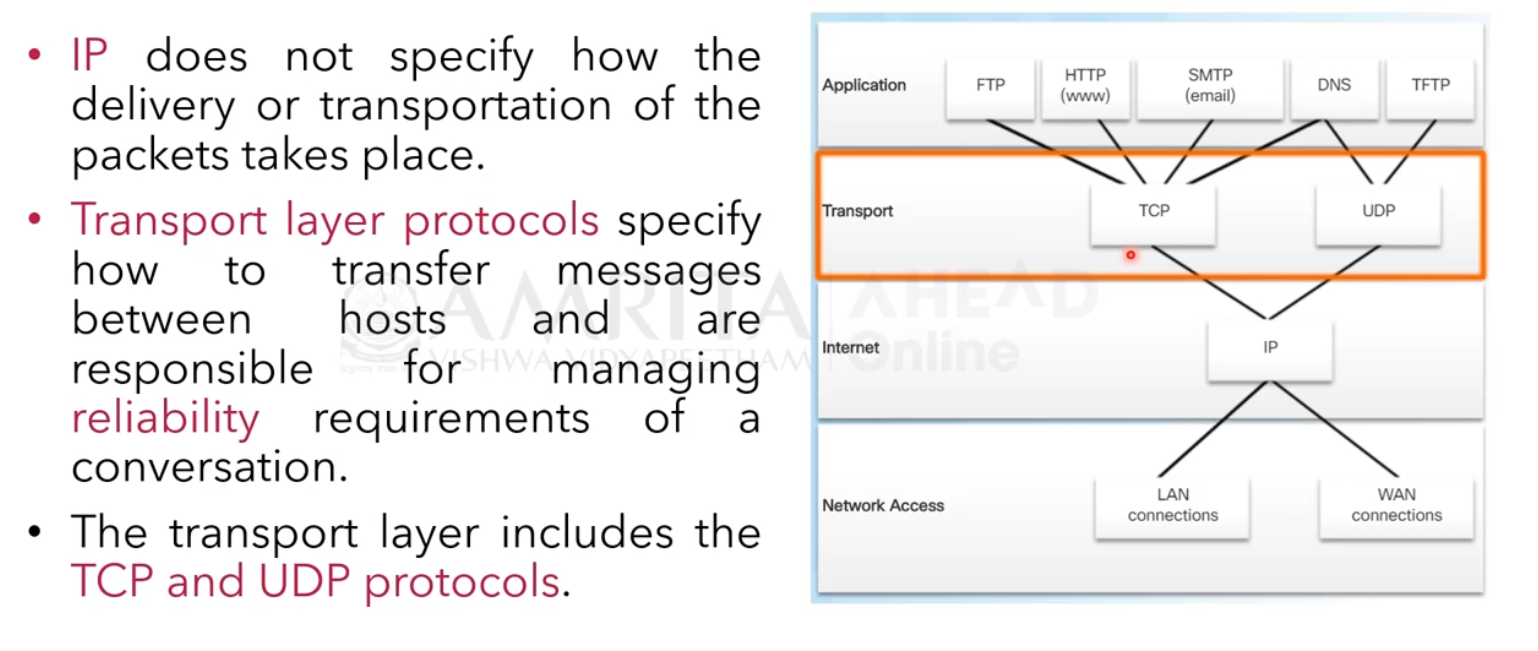 • IP does not specify how the
delivery or transportation of the
packets takes place.
• Transport layer protocols specify
how to transfer messages
between hosts and are
responsible for managing
reliability requirements of a
conversation.
• The transport layer includes the
TCP and UDP protocols.
Application
FTP
HTTP
(www)
SMTP
(email)
DNS
TFTP
Transport
TCP
UDP
Internet
IP
Network Access
LAN
connections
WAN
connections
AMRITA
VISHWA VIDYAPEETHAM
AHEAD
Online